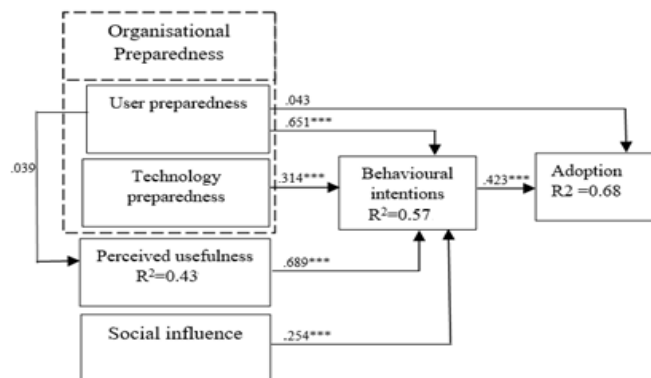 Organisational
Preparedness
User preparedness
.043
.651***
.039
Technology
preparedness
.314***
Behavioural
intentions
R²=0.57
.423***
Adoption
R2 =0.68
Perceived usefulness
R²=0.43
.689***
Social influence
.254***